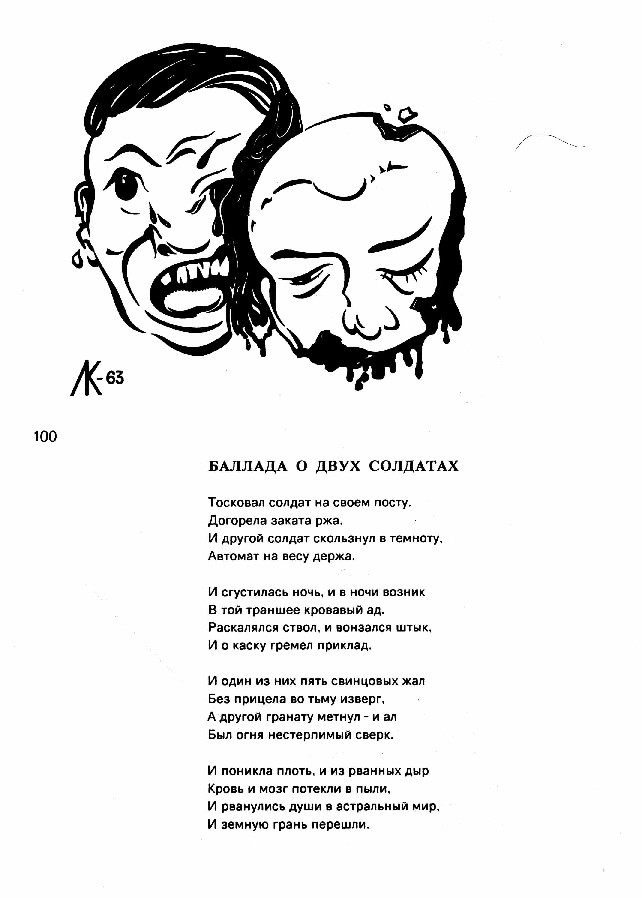 ЛК-63
100
БАЛЛАДА О ДВУХ СОЛДАТАХ
Тосковал солдат на своем посту.
Догорела заката ржа.
И другой солдат скользнул в темноту,
Автомат на весу держа.
И сгустилась ночь, и в ночи возник
В той траншее кровавый ад.
Раскалялся ствол, и вонзался штык,
И о каску гремел приклад.
И один из них пять свинцовых жал
Без прицела во тьму изверг,
А другой гранату метнул - и ал
Был огня нестерпимый сверк.
И поникла плоть, и из рванных дыр
Кровь и мозг потекли в пыли,
И рванулись души в астральный мир,
И земную грань перешли.